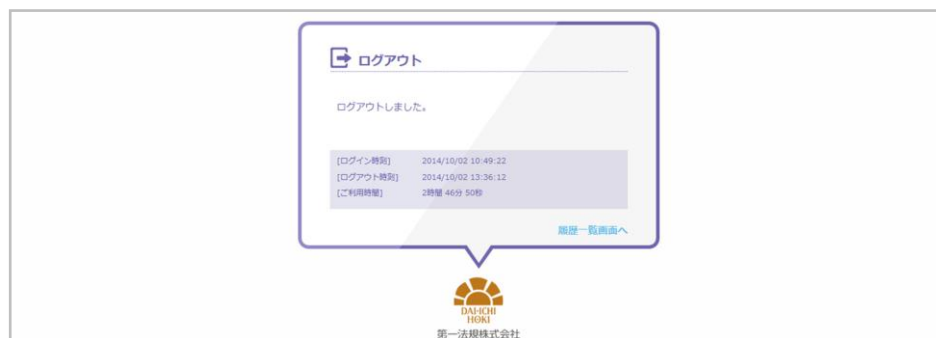 ログアウト
ログアウトしました。
[ログイン時刻] 2014/10/02 10:49:22
[ログアウト時刻] 2014/10/02 13:36:12
[ご利用時間] 2時間 46分 50秒
履歴一覧画面へ
DAI-ICHI
HOKI
第一法規株式会社